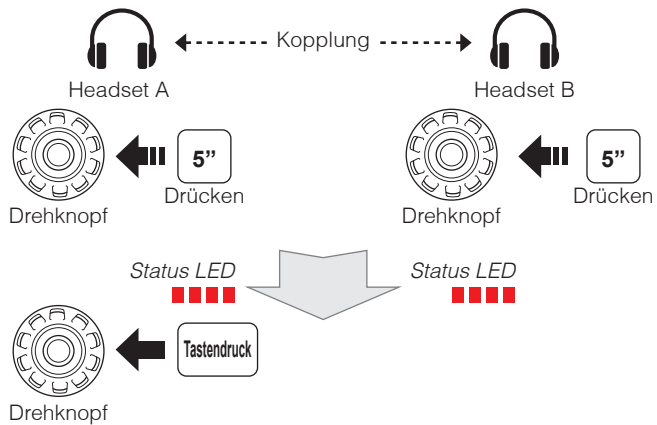 Kopplung
Headset A
Headset B
5”
5”
Drücken
Drücken
Drehknopf
Drehknopf
Status LED
Status LED
Tastendruck
Drehknopf